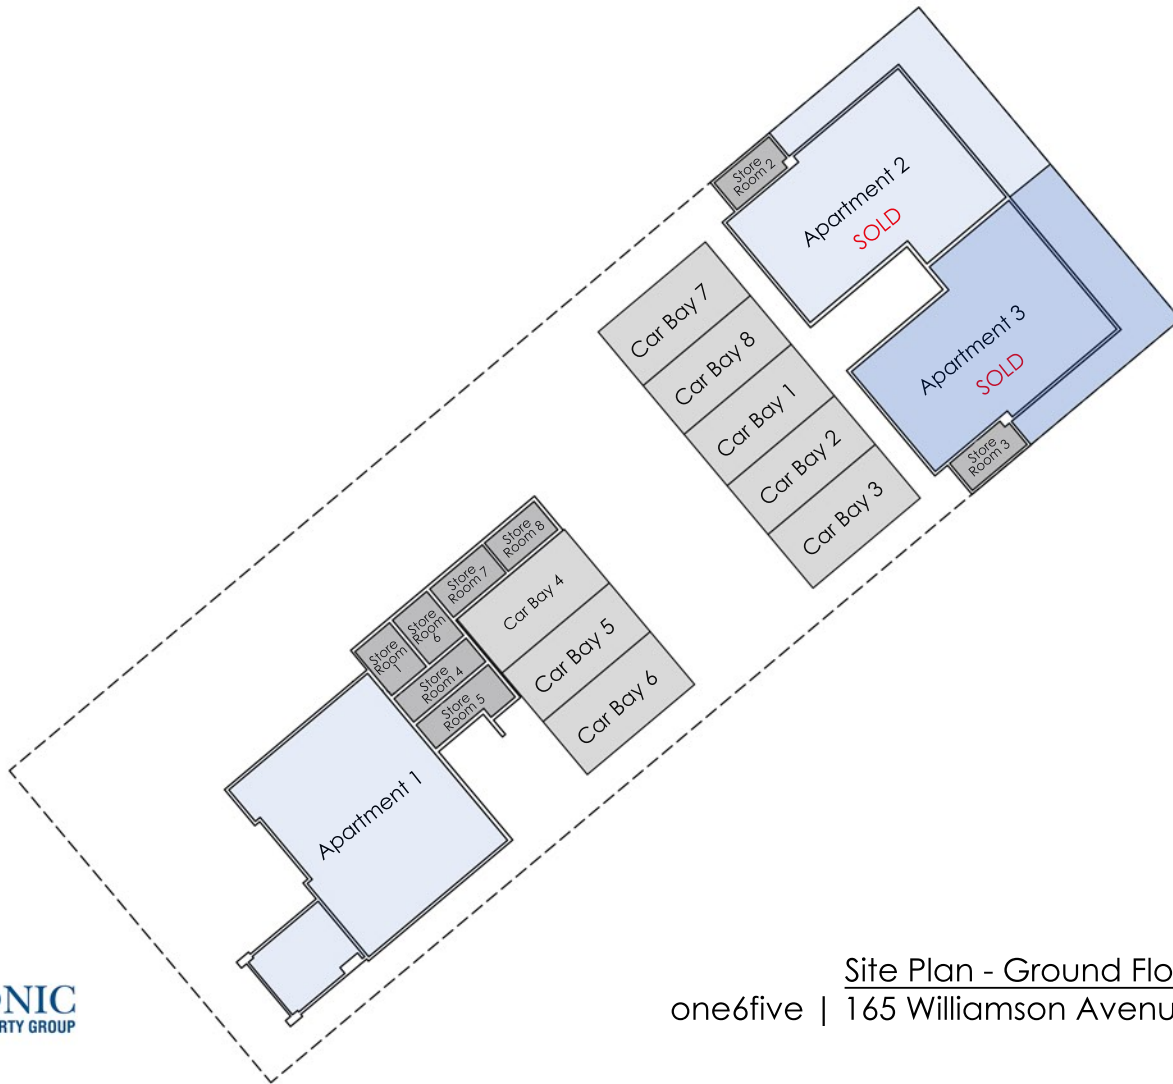 Store
Room 2
Apartment 2
SOLD
Car Bay 7
Car Bay 8
Car Bay 1
Car Bay 2
Car Bay 3
Apartment 3
SOLD
Store
Room 3
Store
Room 8
Store
Room 7
Store
Room
6
Store
Room
1
Store
Room 4
Store
Room 5
Car Bay 4
Car Bay 5
Car Bay 6
Apartment 1
ONIC
RTY GROUP
Site Plan - Ground Flo
one6five | 165 Williamson Avenu